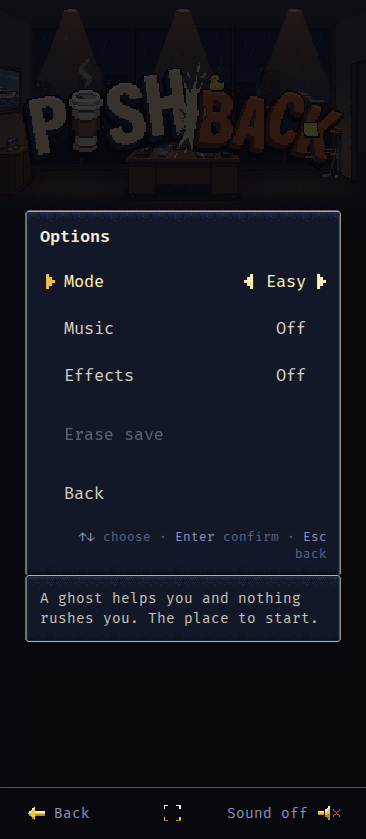 PUSHBACK
Options
Mode Easy
Music Off
Effects Off
Erase save
Back
↑↓ choose · Enter confirm · Esc
back
A ghost helps you and nothing
rushes you. The place to start.
Back Sound off